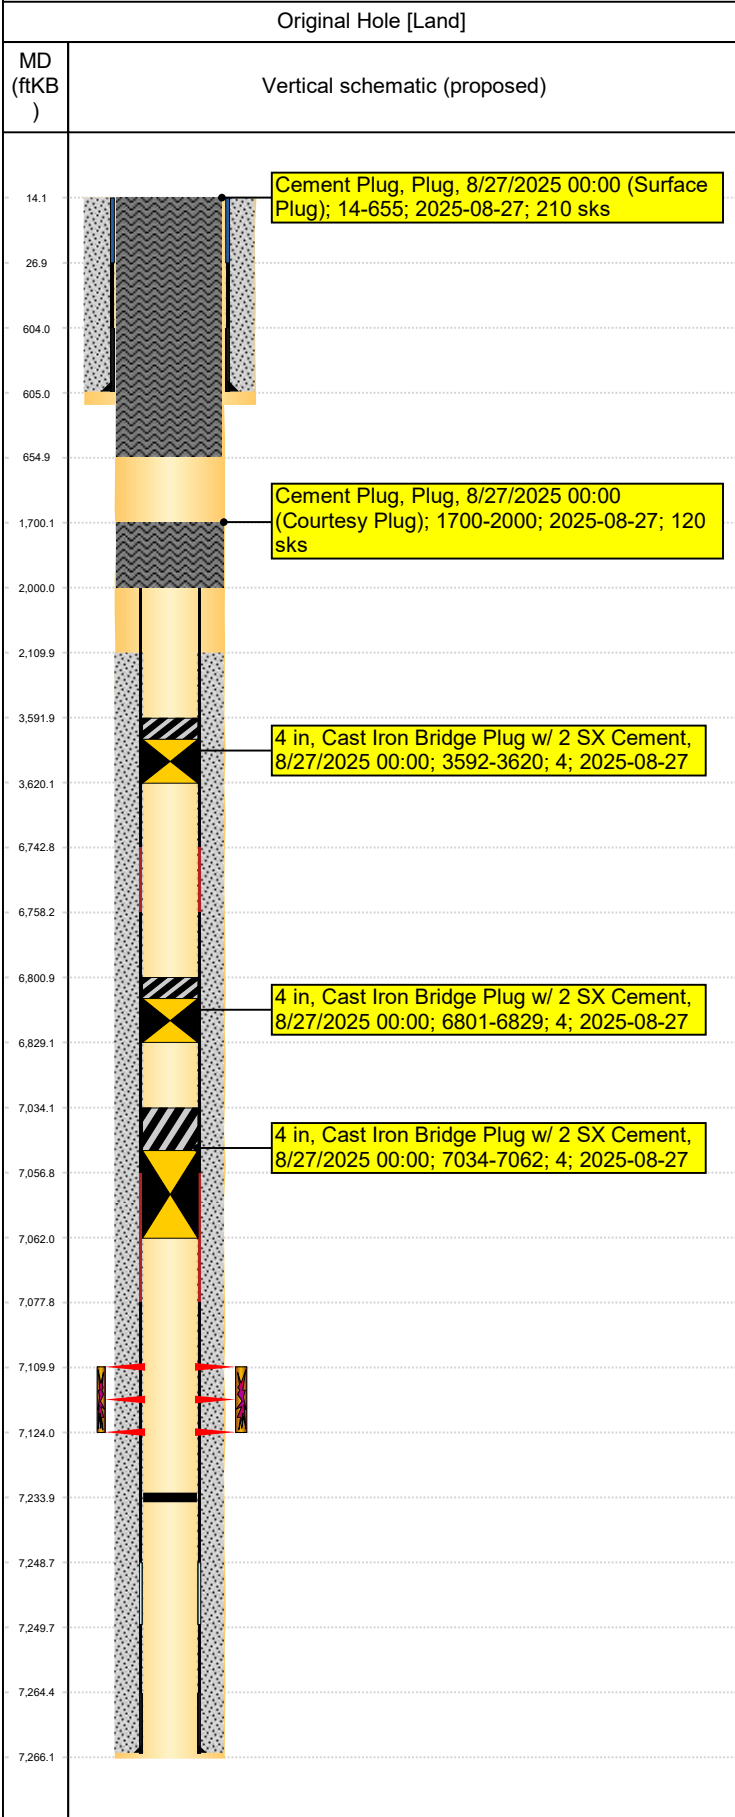 Original Hole [Land]
MD
(ftKB
)
Vertical schematic (proposed)
14.1
Cement Plug, Plug, 8/27/2025 00:00 (Surface
Plug); 14-655; 2025-08-27; 210 sks
26.9
604.0
605.0
654.9
1,700.1
Cement Plug, Plug, 8/27/2025 00:00
(Courtesy Plug); 1700-2000; 2025-08-27; 120
sks
2,000.0
2,109.9
3,591.9
4 in, Cast Iron Bridge Plug w/ 2 SX Cement,
8/27/2025 00:00; 3592-3620; 4; 2025-08-27
3,620.1
6,742.8
6,758.2
6,800.9
4 in, Cast Iron Bridge Plug w/ 2 SX Cement,
8/27/2025 00:00; 6801-6829; 4; 2025-08-27
6,829.1
7,034.1
4 in, Cast Iron Bridge Plug w/ 2 SX Cement,
8/27/2025 00:00; 7034-7062; 4; 2025-08-27
7,056.8
7,062.0
7,077.8
7,109.9
7,124.0
7,233.9
7,248.7
7,249.7
7,264.4
7,266.1